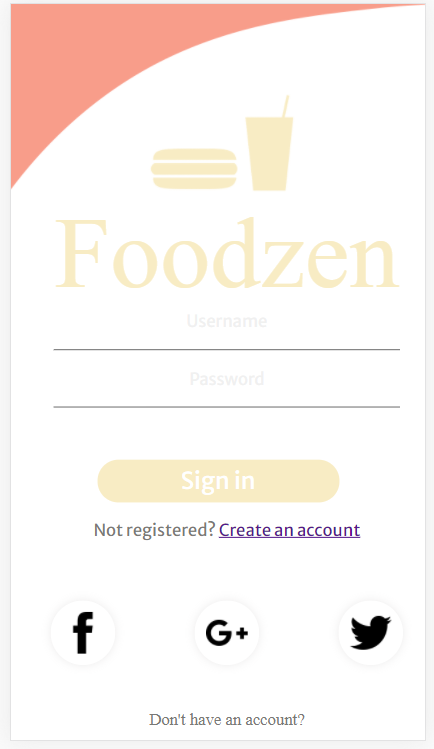 Foodzen
Username
Password
Sign in
Not registered? Create an account
G+
Don't have an account?